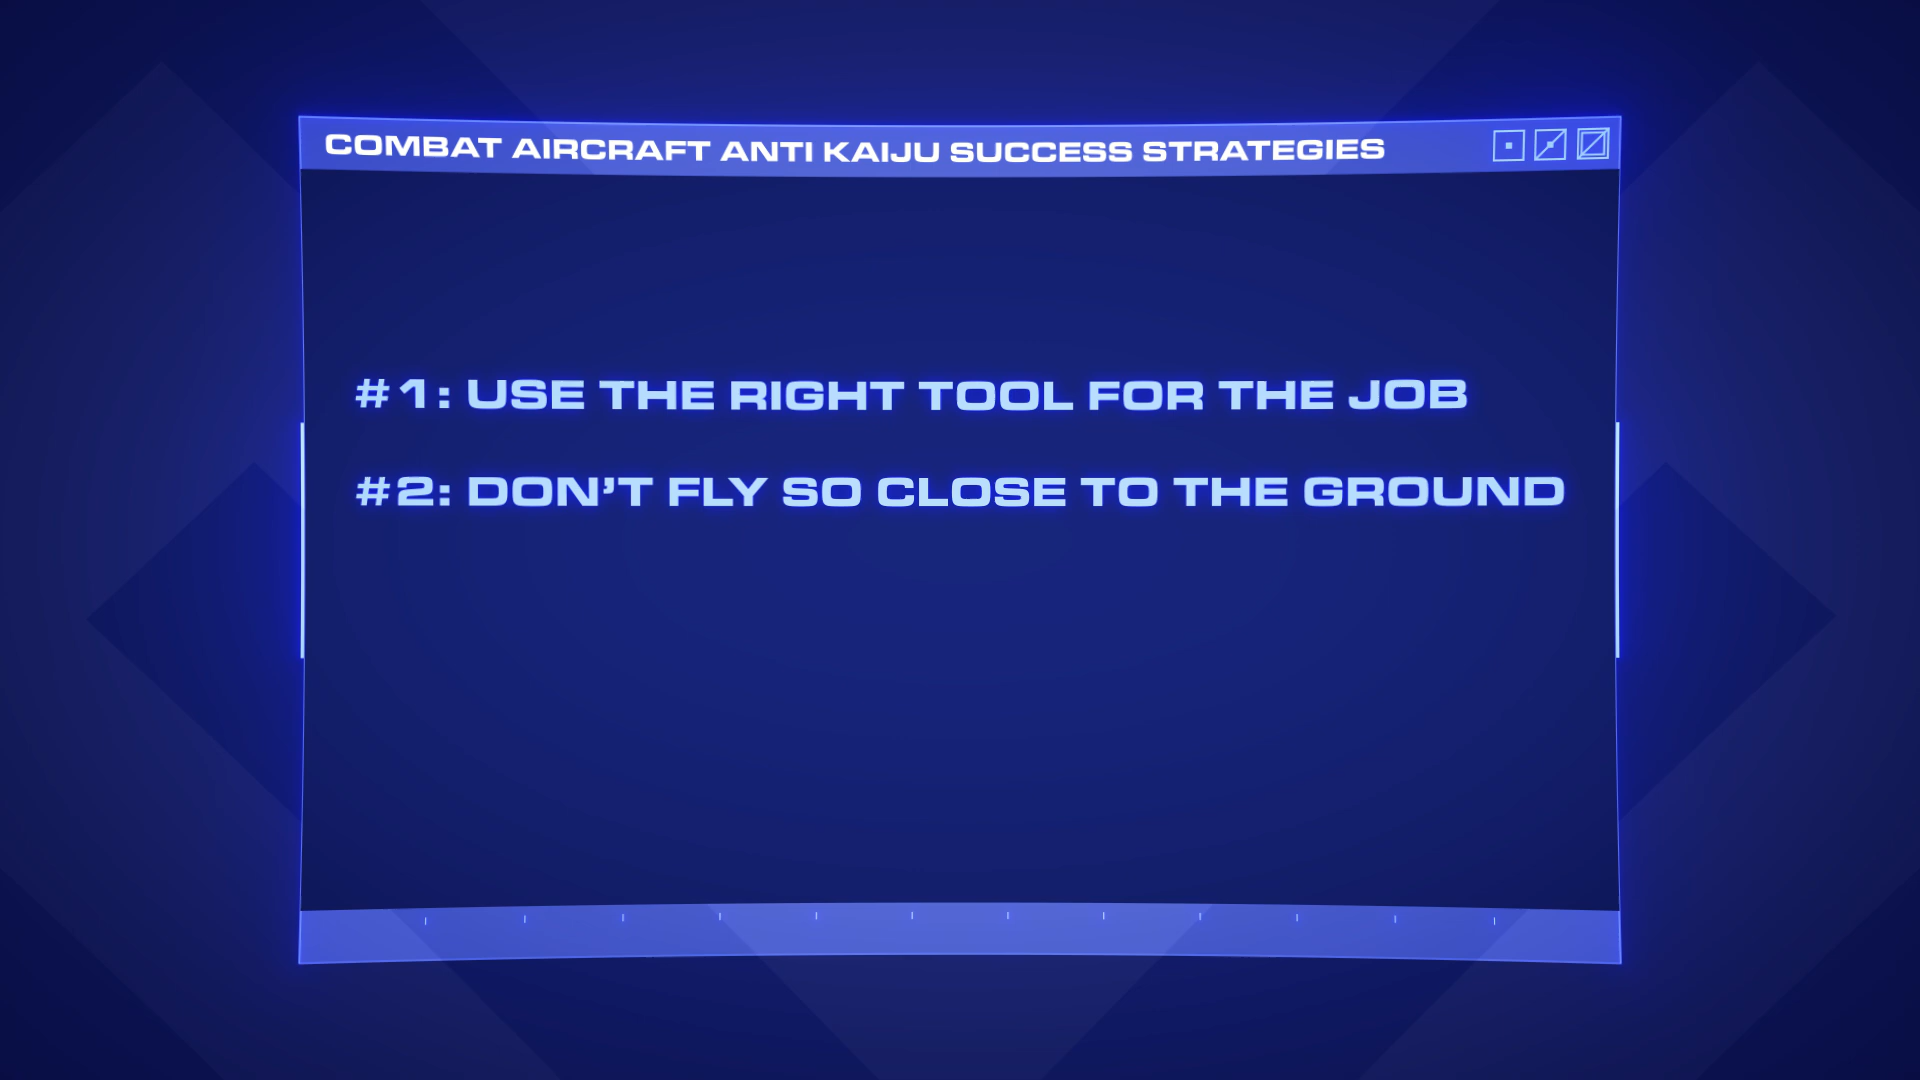 COMBAT AIRCRAFT ANTI KAIJU SUCCESS STRATEGIES
#1: USE THE RIGHT TOOL FOR THE JOB
#2: DON’T FLY SO CLOSE TO THE GROUND